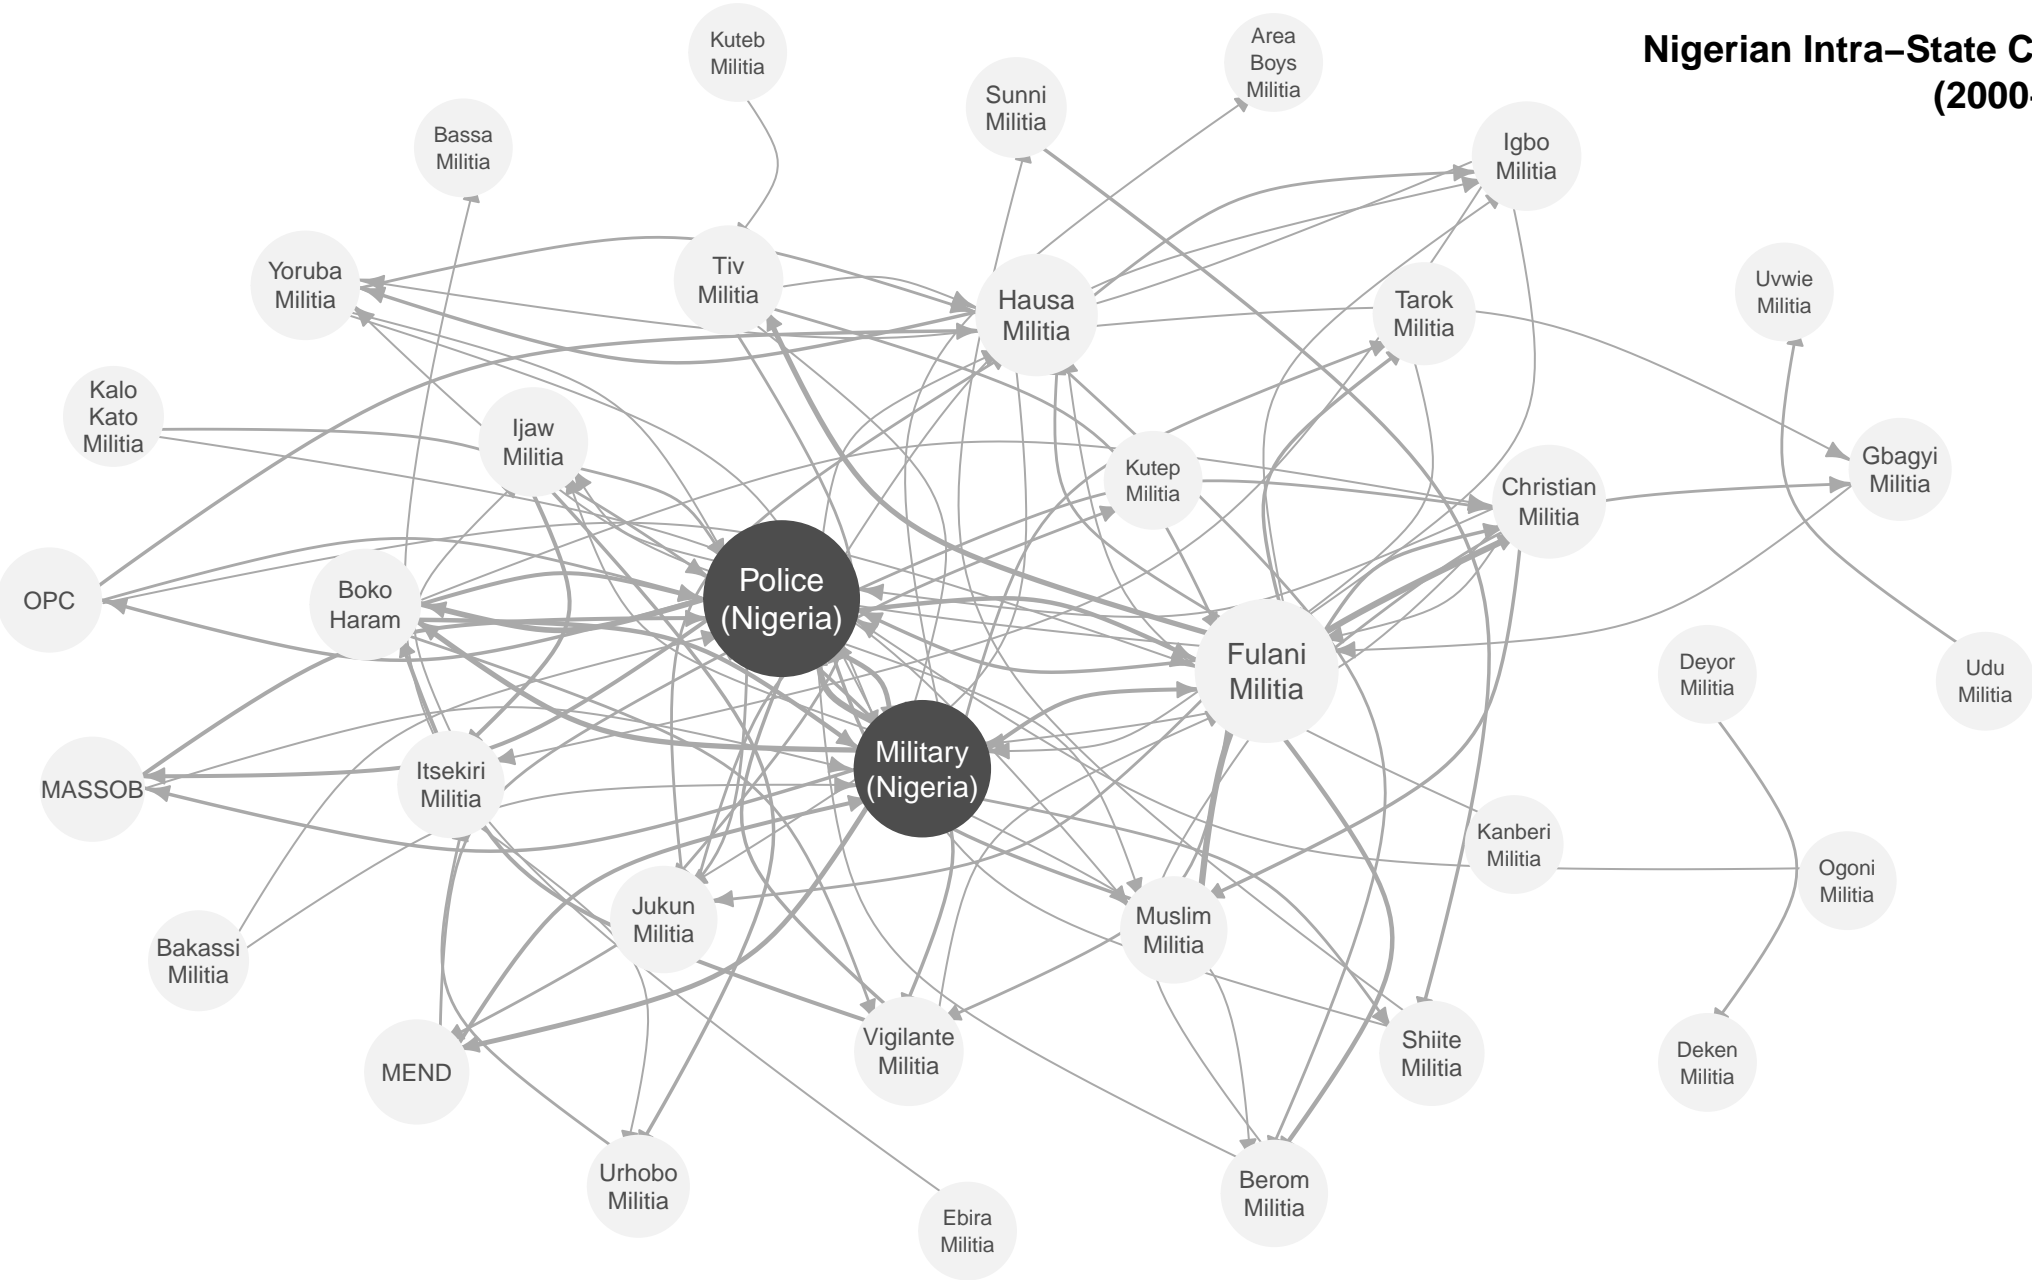 Nigerian Intra−State C
(2000
Kuteb
Militia
Area
Boys
Militia
Sunni
Militia
Bassa
Militia
Igbo
Militia
Yoruba
Militia
Tiv
Militia
Hausa
Militia
Tarok
Militia
Uvwie
Militia
Kalo
Kato
Militia
Ijaw
Militia
Kutep
Militia
Christian
Militia
Gbagyi
Militia
OPC
Boko
Haram
Police
(Nigeria)
Fulani
Militia
Deyor
Militia
Udu
Militia
MASSOB
Itsekiri
Militia
Military
(Nigeria)
Kanberi
Militia
Ogoni
Militia
Jukun
Militia
Muslim
Militia
Bakassi
Militia
MEND
Vigilante
Militia
Shiite
Militia
Deken
Militia
Urhobo
Militia
Ebira
Militia
Berom
Militia